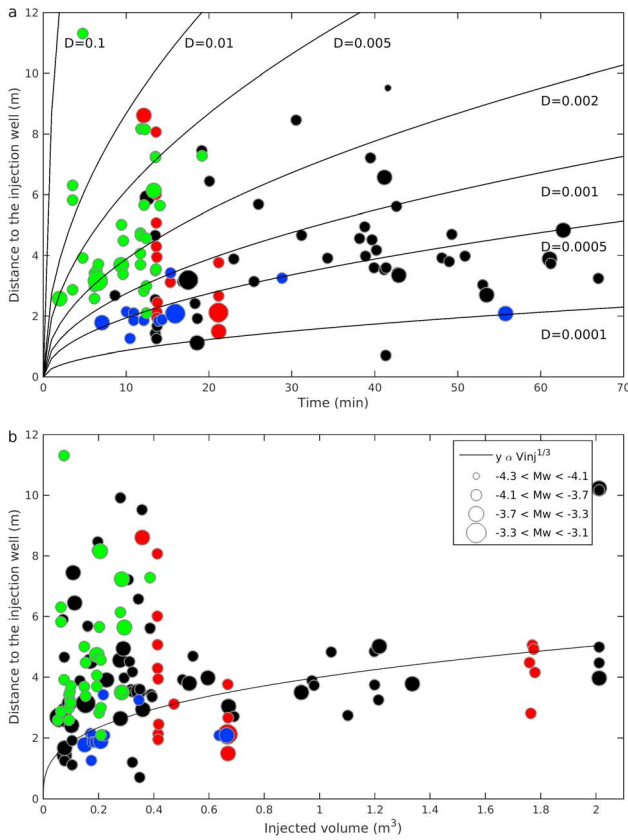 a
12
10
8
6
4
2
0
D=0.1
D=0.01
D=0.005
D=0.002
D=0.001
D=0.0005
D=0.0001
Distance to the injection well (m)
0 10 20 30 40 50 60 70
Time (min)
b
12
10
8
6
4
2
0
y α Vinj1/3
-4.3 < Mw < -4.1
-4.1 < Mw < -3.7
-3.7 < Mw < -3.3
-3.3 < Mw < -3.1
Distance to the injection well (m)
0 0.2 0.4 0.6 0.8 1 1.2 1.4 1.6 1.8 2
Injected volume (m3)